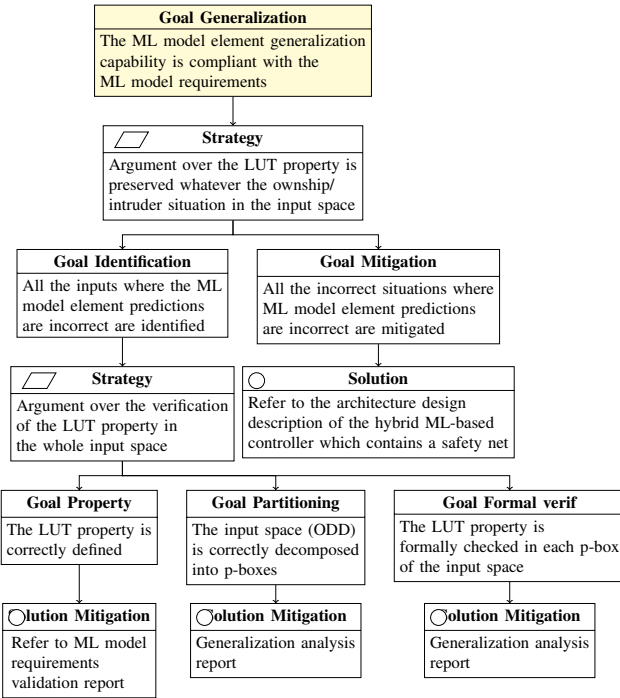 Goal Generalization
The ML model element generalization
capability is compliant with the
ML model requirements
Strategy
Argument over the LUT property is
preserved whatever the ownship/
intruder situation in the input space
Goal Identification
All the inputs where the ML
model element predictions
are incorrect are identified
Goal Mitigation
All the incorrect situations where
ML model element predictions
are incorrect are mitigated
Strategy
Argument over the verification
of the LUT property in
the whole input space
Solution
Refer to the architecture design
description of the hybrid ML-based
controller which contains a safety net
Goal Property
The LUT property is
correctly defined
Goal Partitioning
The input space (ODD)
is correctly decomposed
into p-boxes
Goal Formal verif
The LUT property is
formally checked in each p-box
of the input space
Solution Mitigation
Refer to ML model
requirements
validation report
Solution Mitigation
Generalization analysis
report
Solution Mitigation
Generalization analysis
report